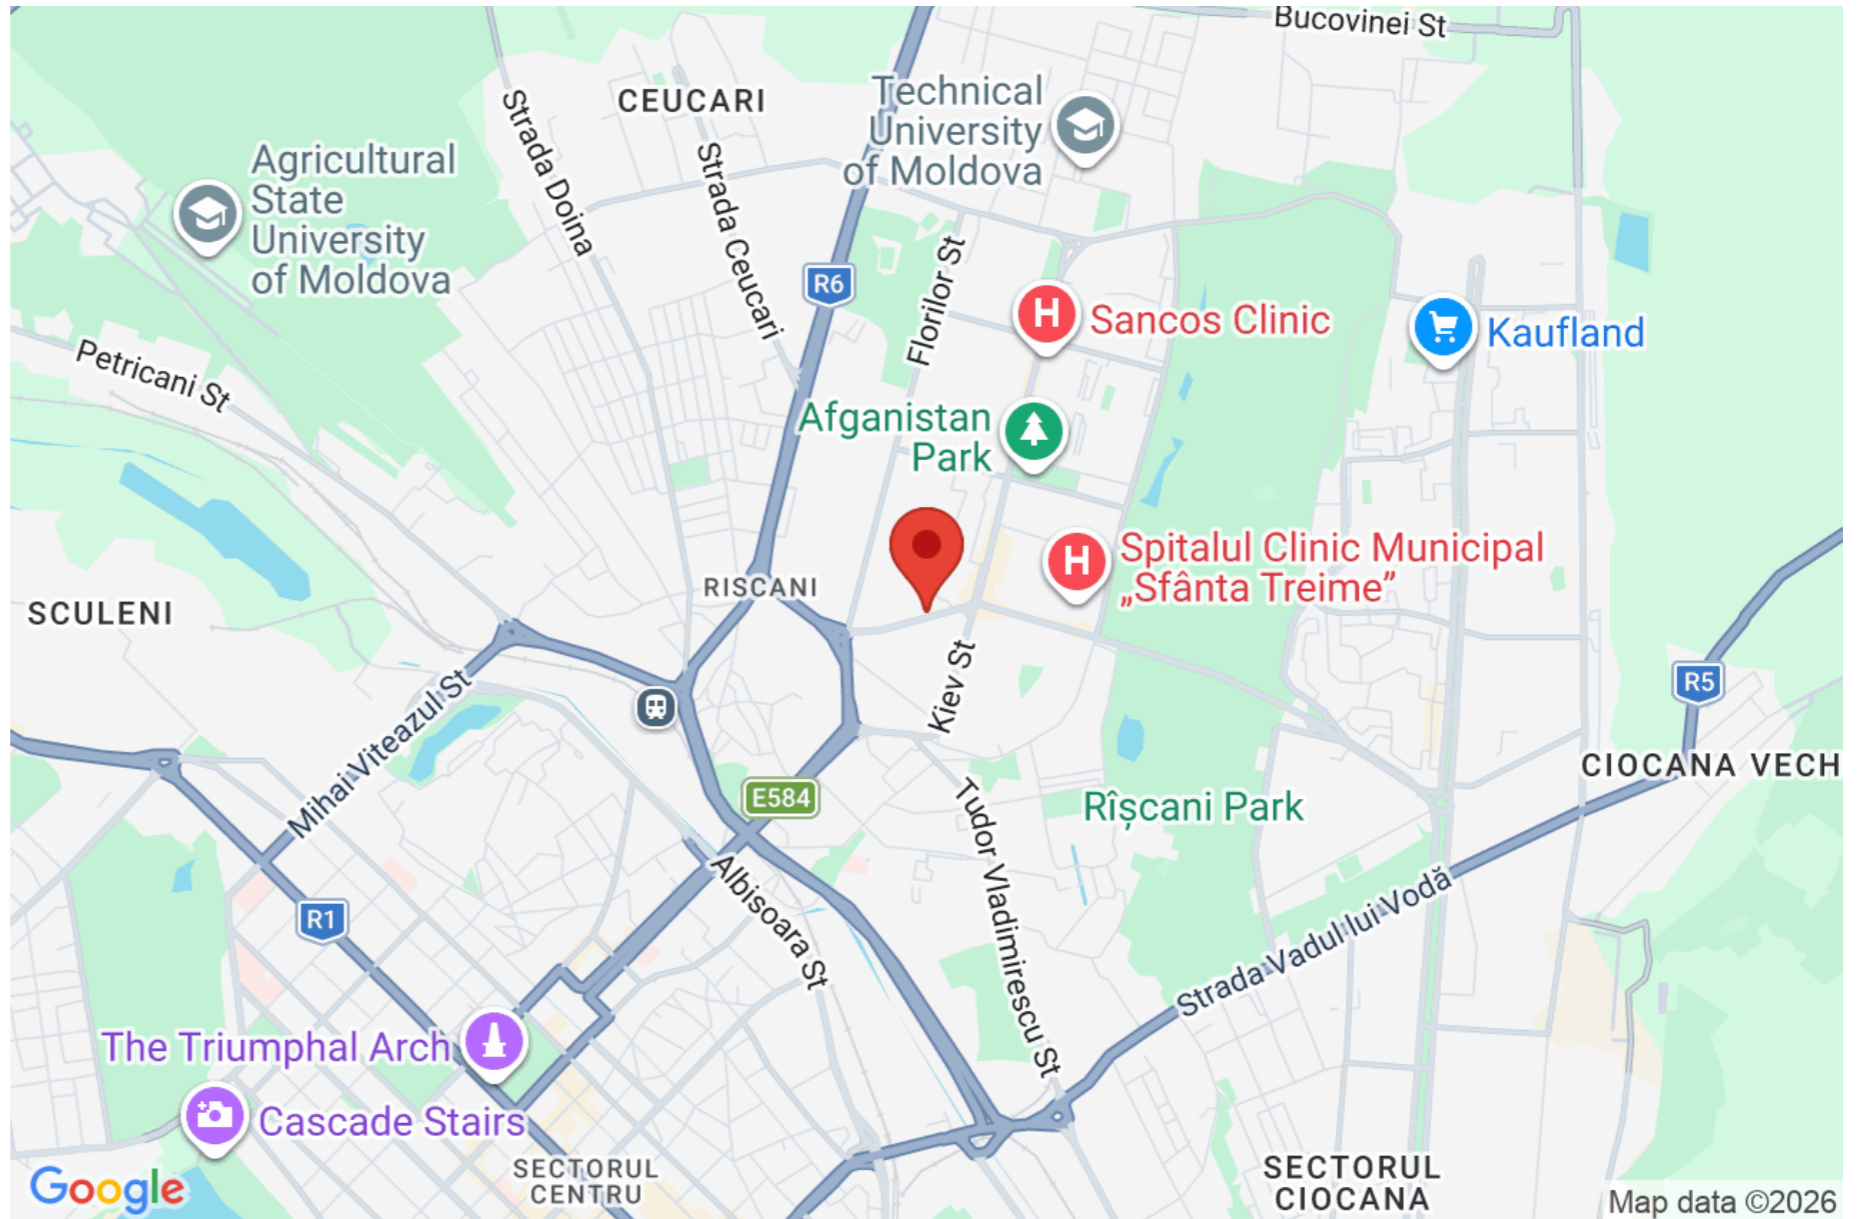 Bucovinei St
CEUCARI
Technical
University
of Moldova
Strada Doina
Agricultural
State
University
of Moldova
Strada Ceucari
Florilor St
R6
Sancos Clinic
Kaufland
Petricani St
Afganistan
Park
Spitalul Clinic Municipal
„Sfânta Treime”
RISCANI
SCULENI
Kiev St
R5
Mihai Viteazul St
CIOCANA VECH
E584
Rîșcani Park
Tudor Vladimirescu St
Albisoara St
R1
Strada Vadul lui Vodă
The Triumphal Arch
Cascade Stairs
SECTORUL
CENTRU
SECTORUL
CIOCANA
Google
Map data ©2026
H
H